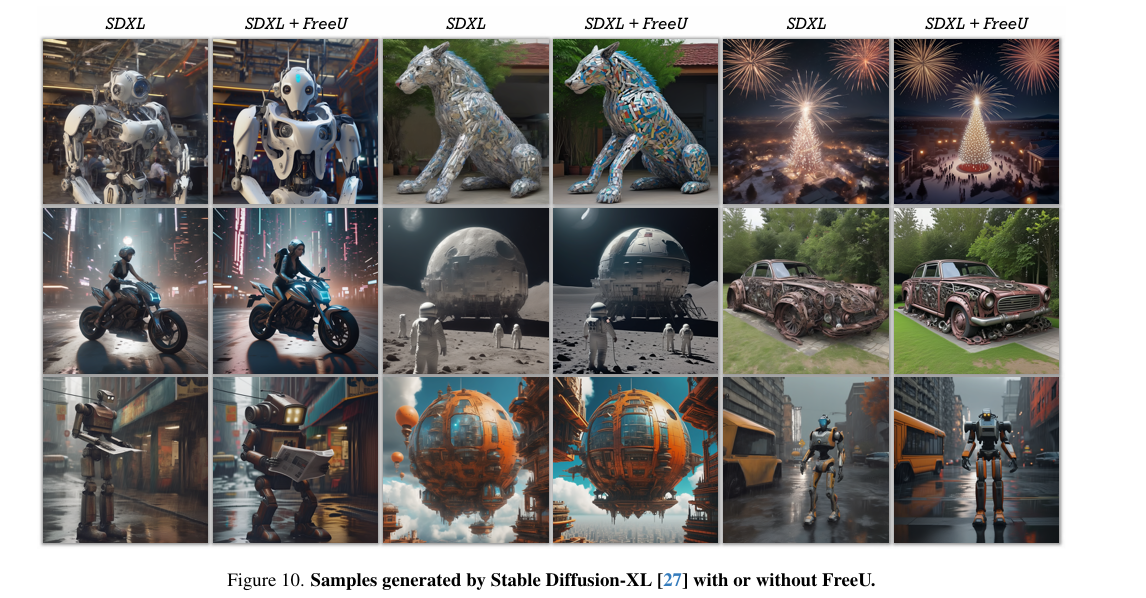 SDXL SDXL + FreeU SDXL SDXL + FreeU SDXL SDXL + FreeU
Figure 10. Samples generated by Stable Diffusion-XL [27] with or without FreeU.